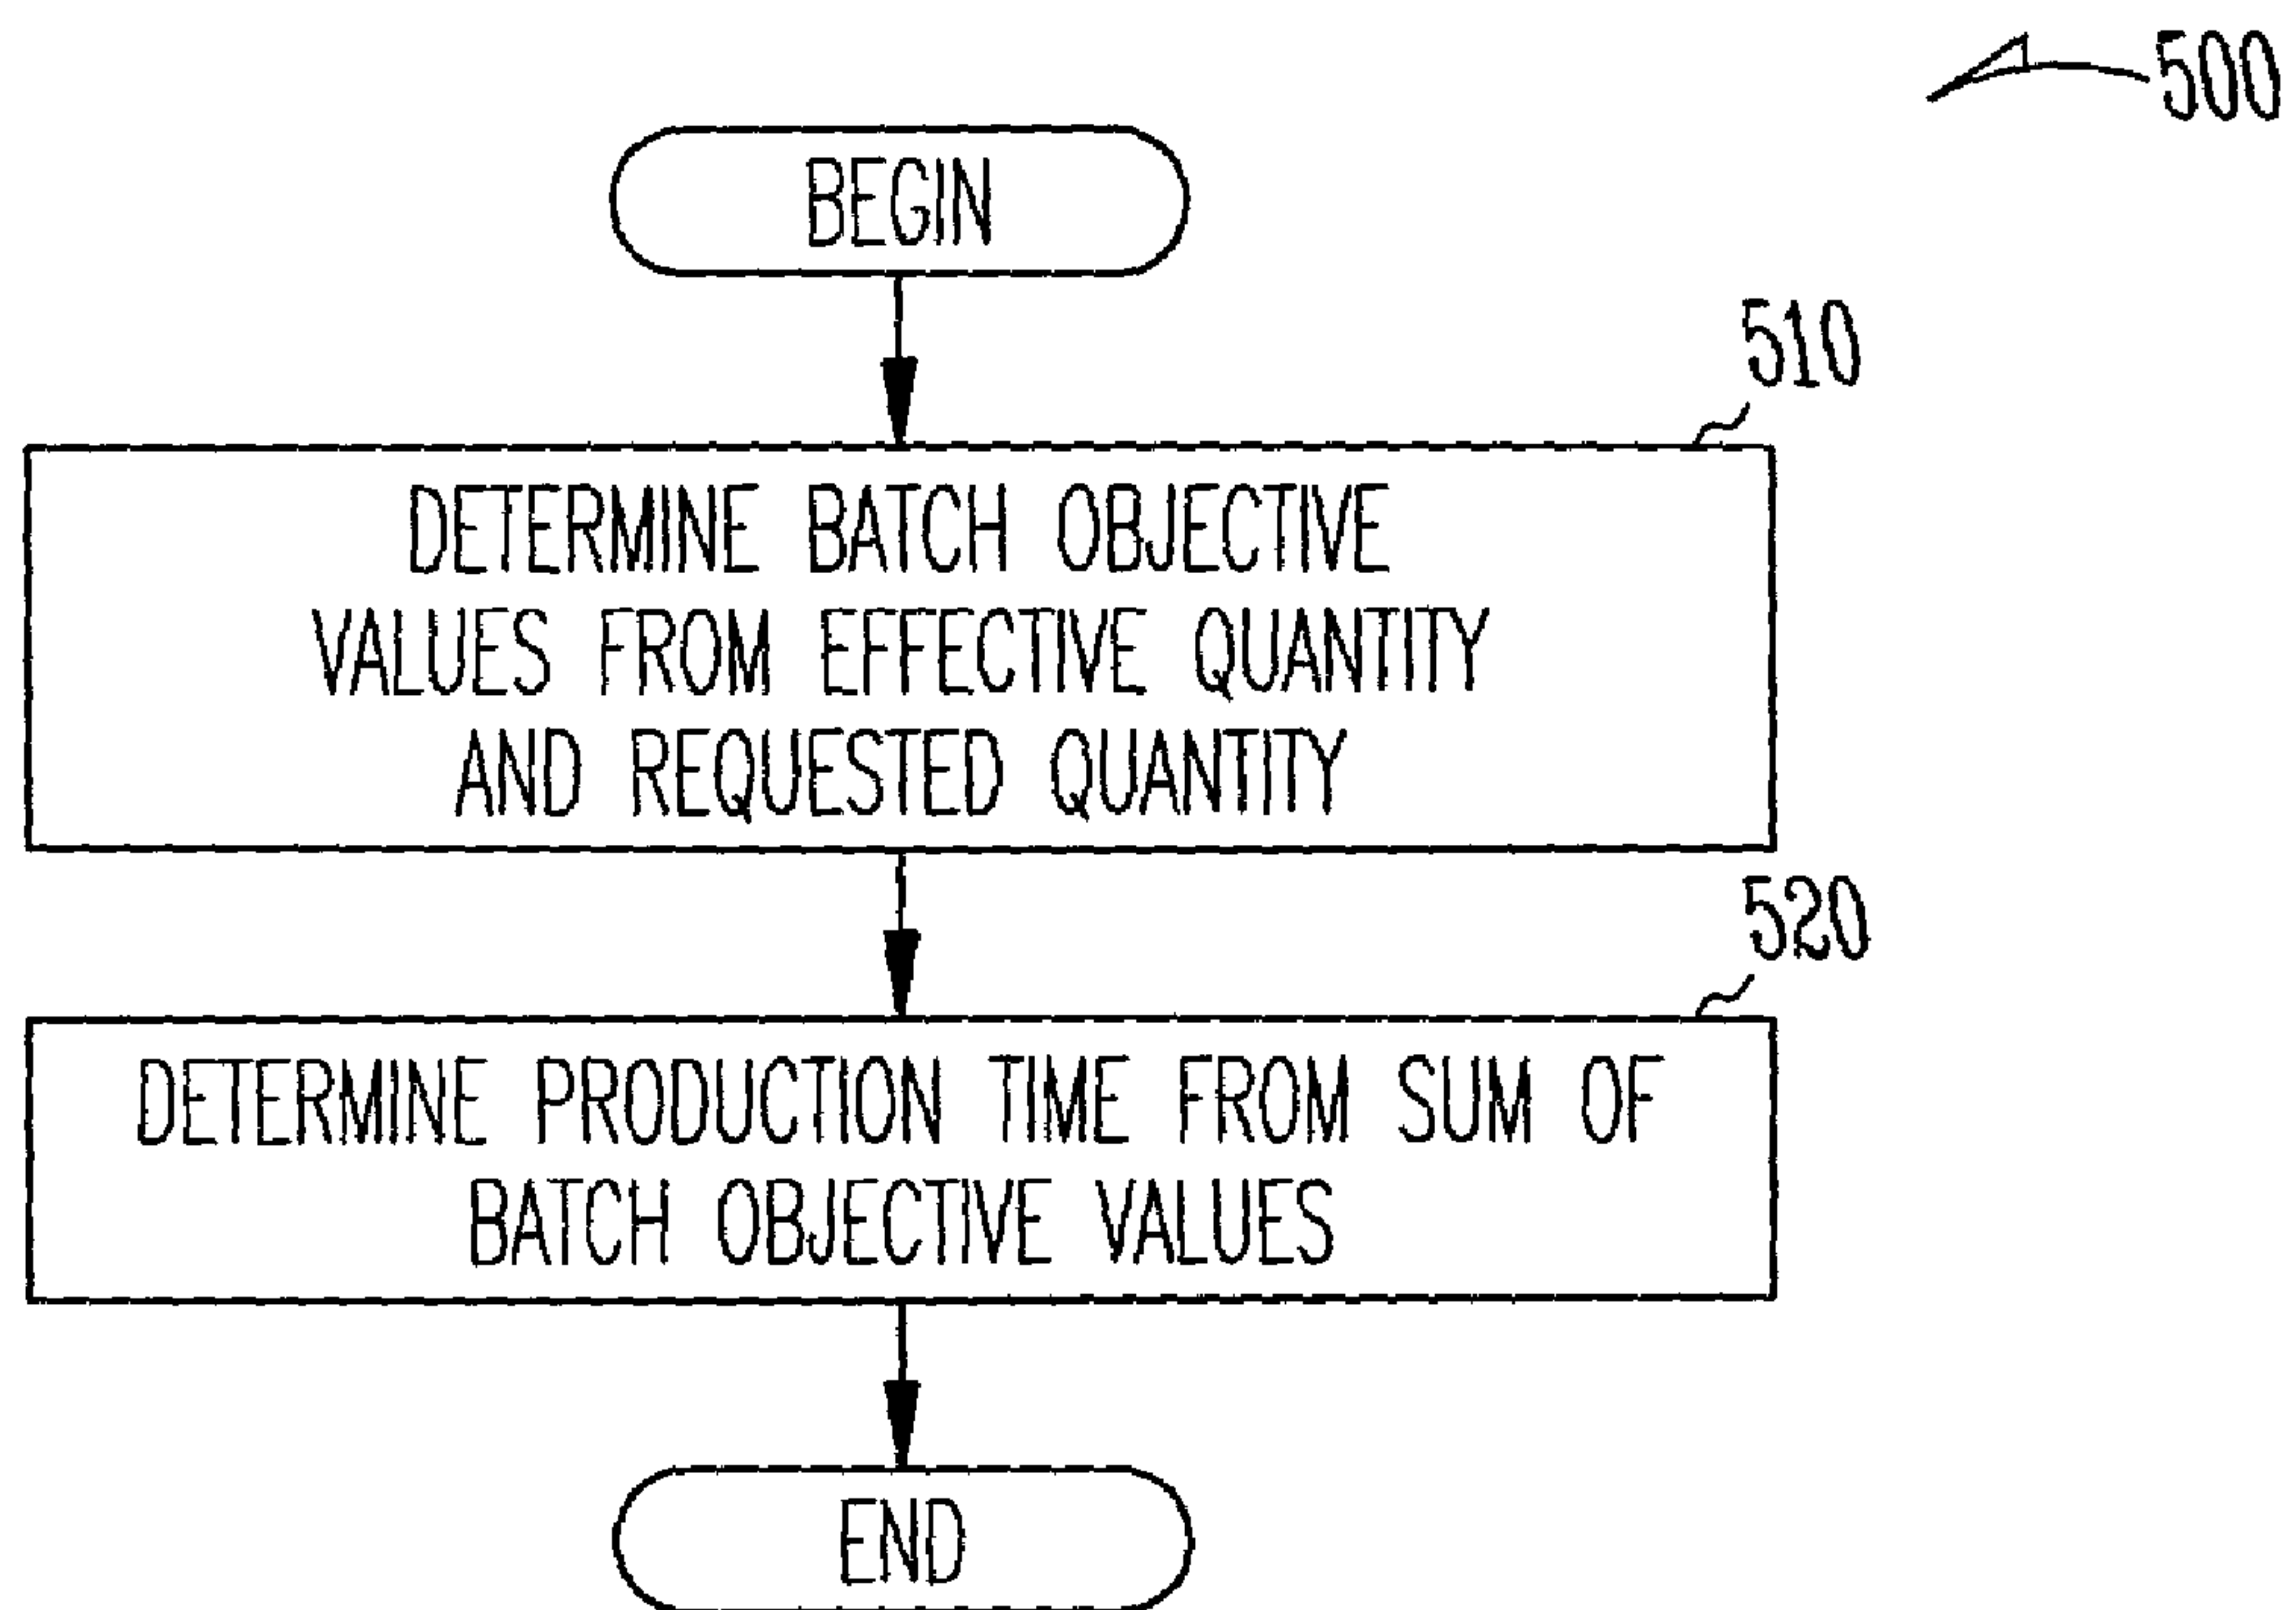 500
BEGIN
510
DETERMINE BATCH OBJECTIVE
VALUES FROM EFFECTIVE QUANTITY
AND REQUESTED QUANTITY
520
DETERMINE PRODUCTION TIME FROM SUM OF
BATCH OBJECTIVE VALUES
END